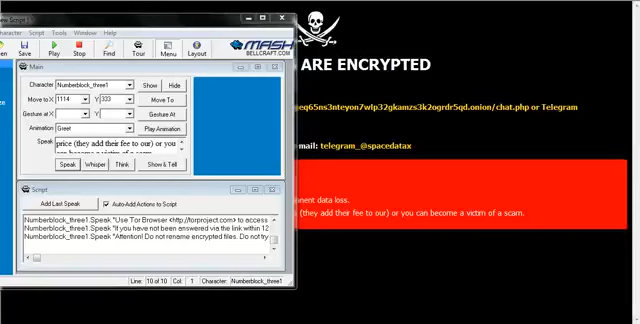 ew Script
Character Script Tools Window Help
en Save Play Stop Find Tour Menu Layout
MASH
BELLCRAFT.COM
Main
Character Numberblock_three1 Show Hide
Move to X 1114 Y 333 Move To
Gesture at X Y Gesture At
Animation Greet Play Animation
Speak price (they add their fee to our) or you
Speak Whisper Think Show & Tell
Script
Add Last Speak Auto-Add Actions to Script
Numberblock_three1.Speak "Use Tor Browser <http://torproject.com> to access
Numberblock_three1.Speak "If you have not been answered via the link within 12
Numberblock_three1.Speak "Attention! Do not rename encrypted files. Do not try
Line: 10 of 10 Col: 1 Character: Numberblock_three1
ARE ENCRYPTED
eq65ns3nteyon7wlp32gkamzs3k2ogrdr5qd.onion/chat.php or Telegram
mail: telegram_@spacedatax
nent data loss.
(they add their fee to our) or you can become a victim of a scam.